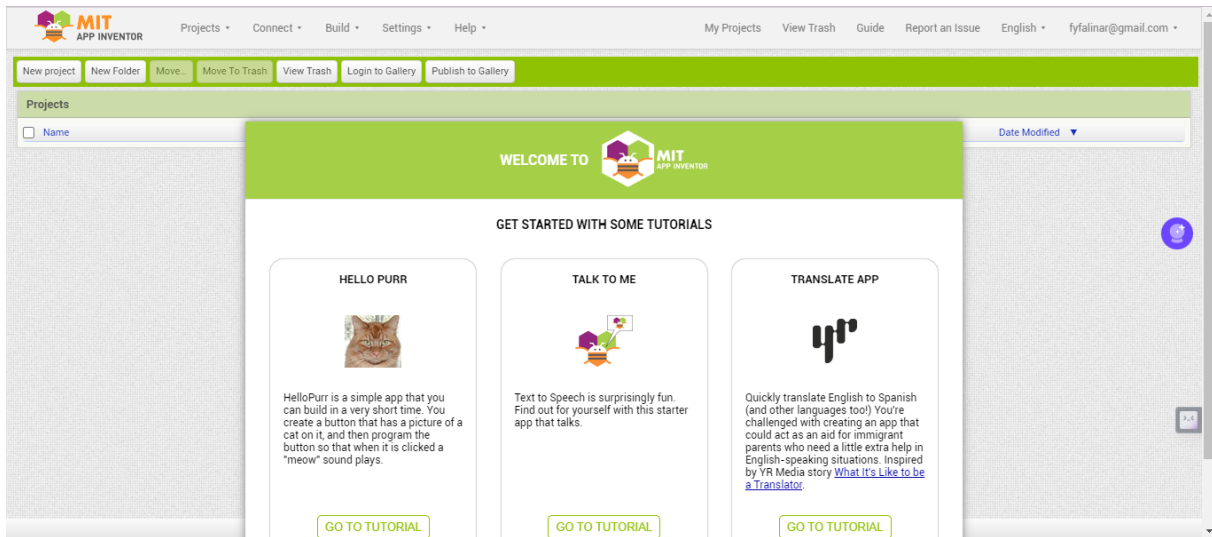 MIT
APP INVENTOR
Projects
Connect
Build
Settings
Help
My Projects
View Trash
Guide
Report an Issue
English
fyfalinar@gmail.com
New project
New Folder
Move...
Move To Trash
View Trash
Login to Gallery
Publish to Gallery
Projects
Name
Date Modified ▼
WELCOME TO
MIT
APP INVENTOR
GET STARTED WITH SOME TUTORIALS
HELLO PURR
HelloPurr is a simple app that you
can build in a very short time. You
create a button that has a picture of a
cat on it, and then program the
button so that when it is clicked a
"meow" sound plays.
GO TO TUTORIAL
TALK TO ME
Text to Speech is surprisingly fun.
Find out for yourself with this starter
app that talks.
GO TO TUTORIAL
TRANSLATE APP
Quickly translate English to Spanish
(and other languages too!) You're
challenged with creating an app that
could act as an aid for immigrant
parents who need a little extra help in
English-speaking situations. Inspired
by YR Media story What It's Like to be
a Translator.
GO TO TUTORIAL